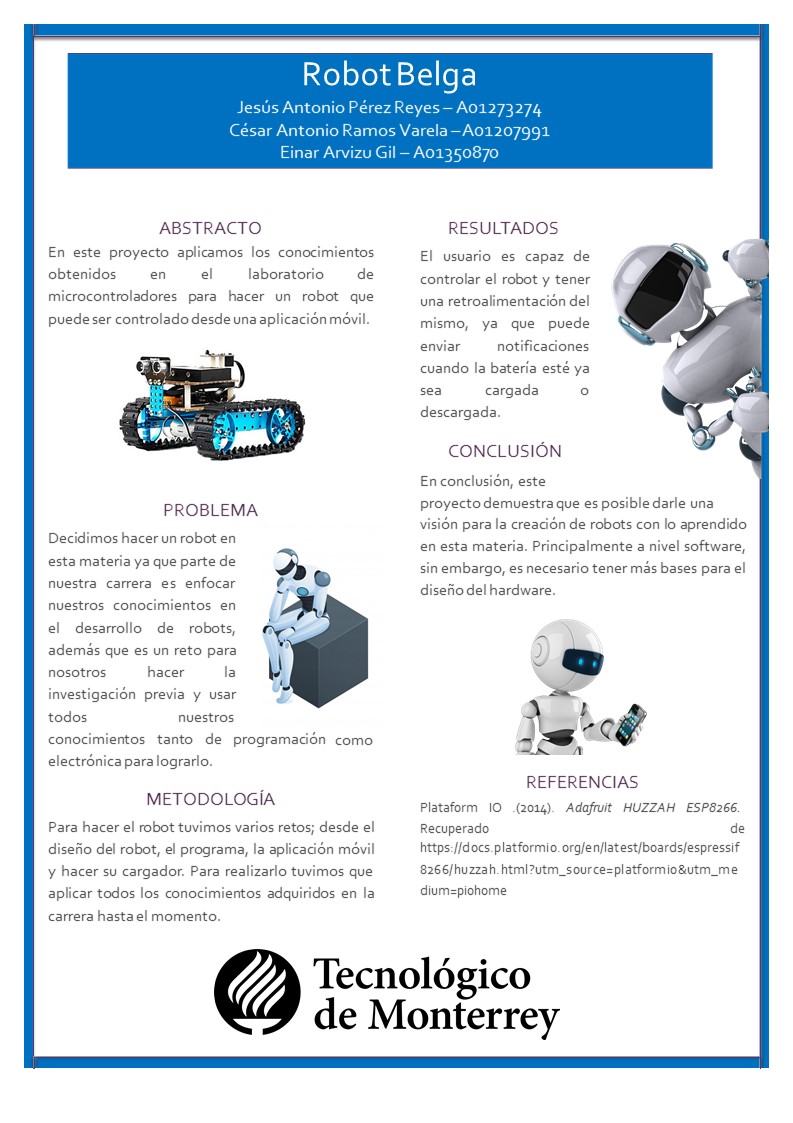 Robot Belga
Jesús Antonio Pérez Reyes – A01273274
César Antonio Ramos Varela – A01207991
Einar Arvizu Gil – A01350870
ABSTRACTO
En este proyecto aplicamos los conocimientos
obtenidos en el laboratorio de
microcontroladores para hacer un robot que
puede ser controlado desde una aplicación móvil.
PROBLEMA
Decidimos hacer un robot en
esta materia ya que parte de
nuestra carrera es enfocar
nuestros conocimientos en
el desarrollo de robots,
además que es un reto para
nosotros hacer la
investigación previa y usar
todos nuestros
conocimientos tanto de programación como
electrónica para lograrlo.
METODOLOGÍA
Para hacer el robot tuvimos varios retos; desde el
diseño del robot, el programa, la aplicación móvil
y hacer su cargador. Para realizarlo tuvimos que
aplicar todos los conocimientos adquiridos en la
carrera hasta el momento.
RESULTADOS
El usuario es capaz de
controlar el robot y tener
una retroalimentación del
mismo, ya que puede
enviar notificaciones
cuando la batería esté ya
sea cargada o
descargada.
CONCLUSIÓN
En conclusión, este
proyecto demuestra que es posible darle una
visión para la creación de robots con lo aprendido
en esta materia. Principalmente a nivel software,
sin embargo, es necesario tener más bases para el
diseño del hardware.
REFERENCIAS
Plataform IO .(2014). Adafruit HUZZAH ESP8266.
Recuperado de
https://docs.platformio.org/en/latest/boards/espressif
8266/huzzah.html?utm_source=platformio&utm_me
dium=piohome
Tecnológico
de Monterrey